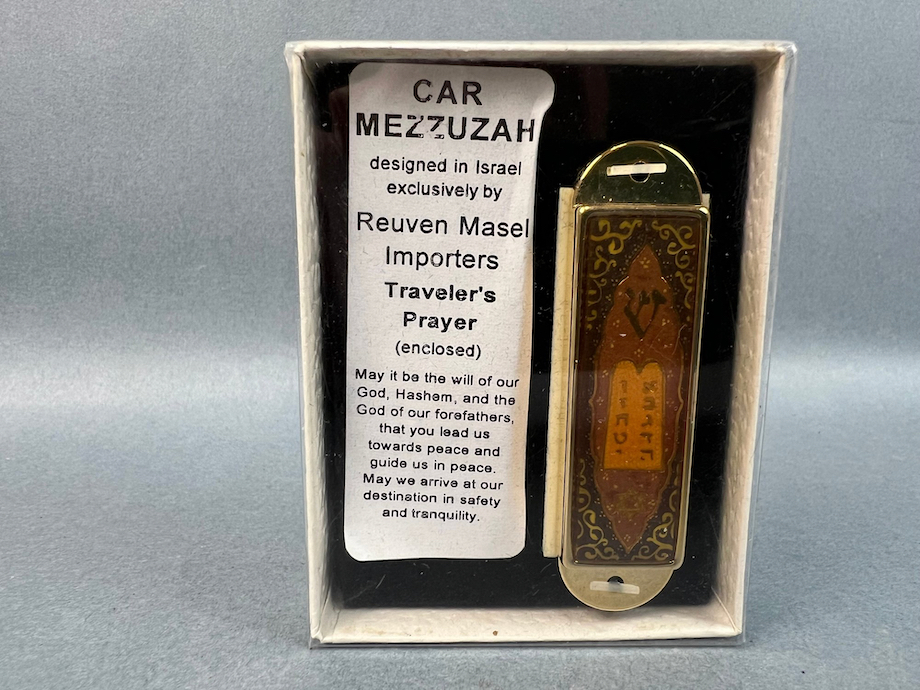 CAR
MEZZUZAH
designed in Israel
exclusively by
Reuven Masel
Importers
Traveler's
Prayer
(enclosed)
May it be the will of our
God, Hashem, and the
God of our forefathers,
that you lead us
towards peace and
guide us in peace.
May we arrive at our
destination in safety
and tranquility.
ש